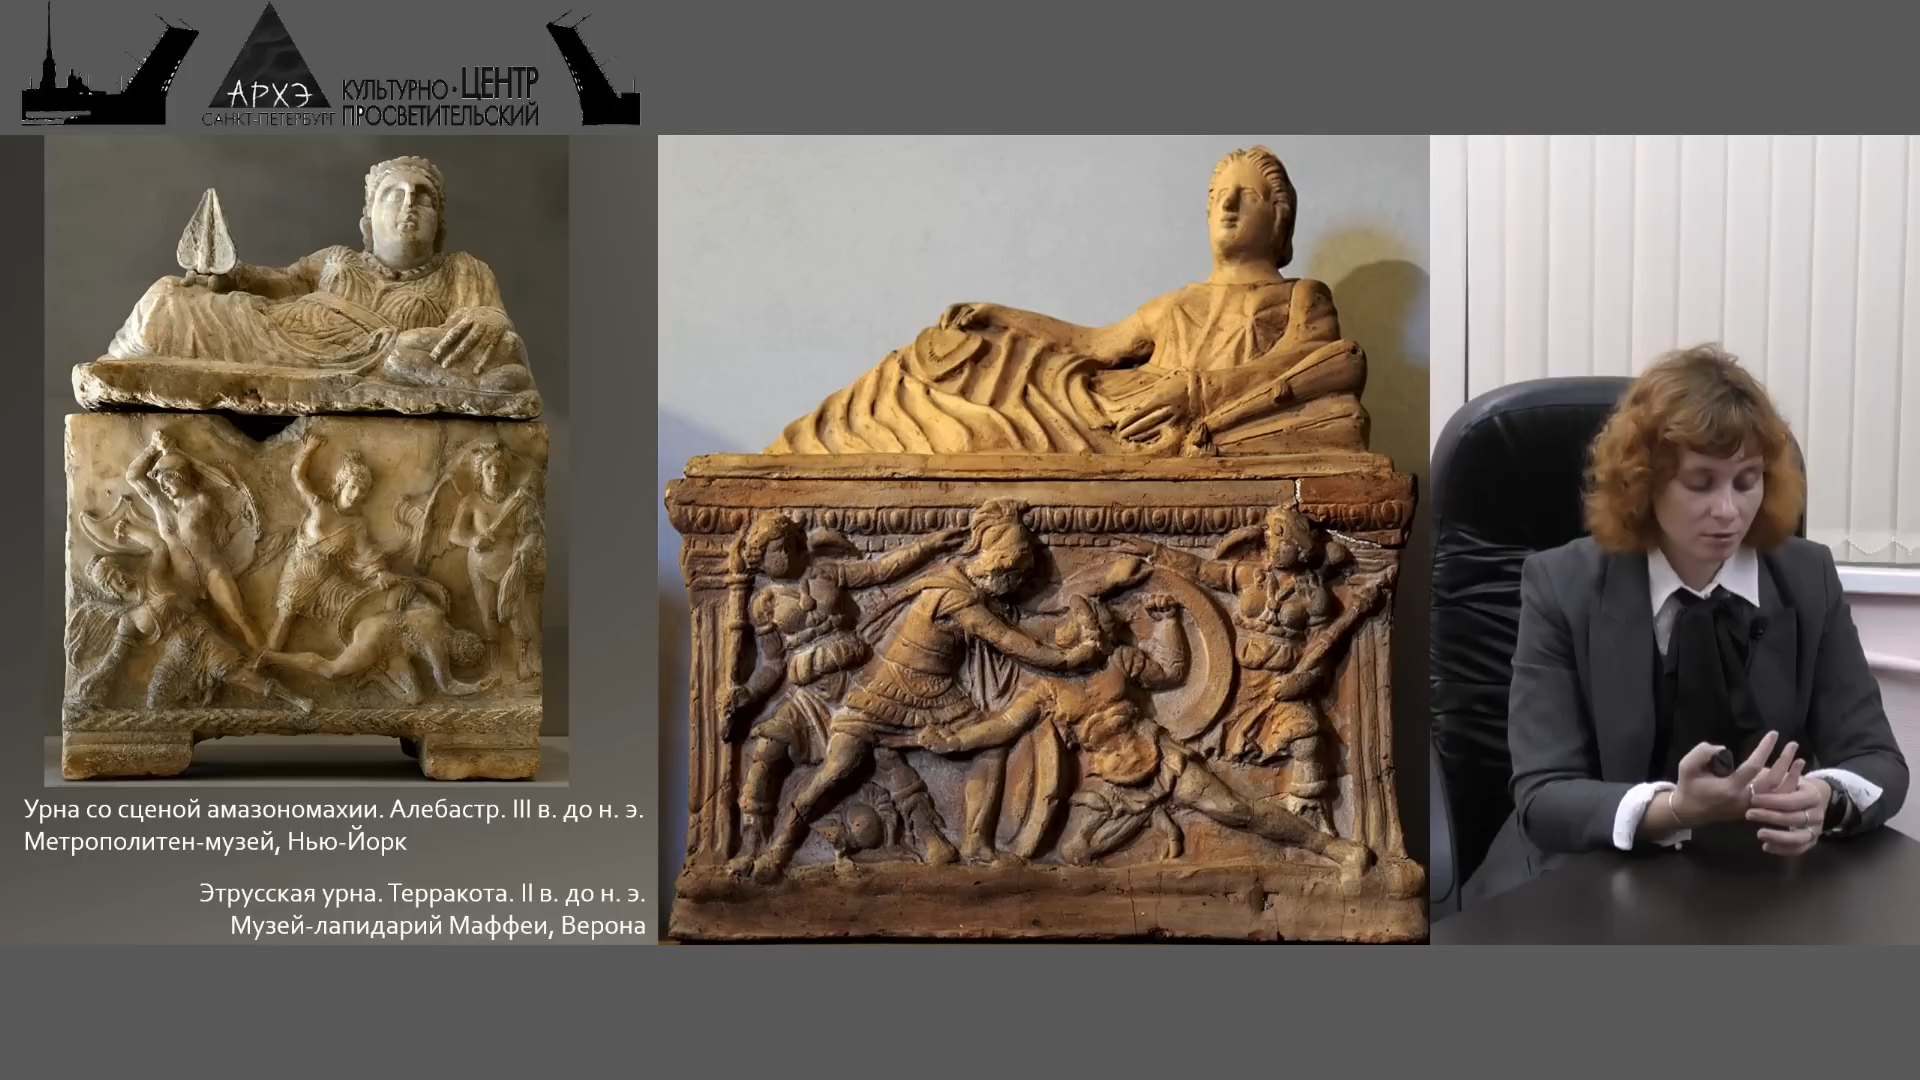 АРХЭ
САНКТ-ПЕТЕРБУРГ
КУЛЬТУРНО·ЦЕНТР
ПРОСВЕТИТЕЛЬСКИЙ
Урна со сценой амазономахии. Алебастр. III в. до н. э.
Метрополитен-музей, Нью-Йорк
Этрусская урна. Терракота. II в. до н. э.
Музей-лапидарий Маффеи, Верона